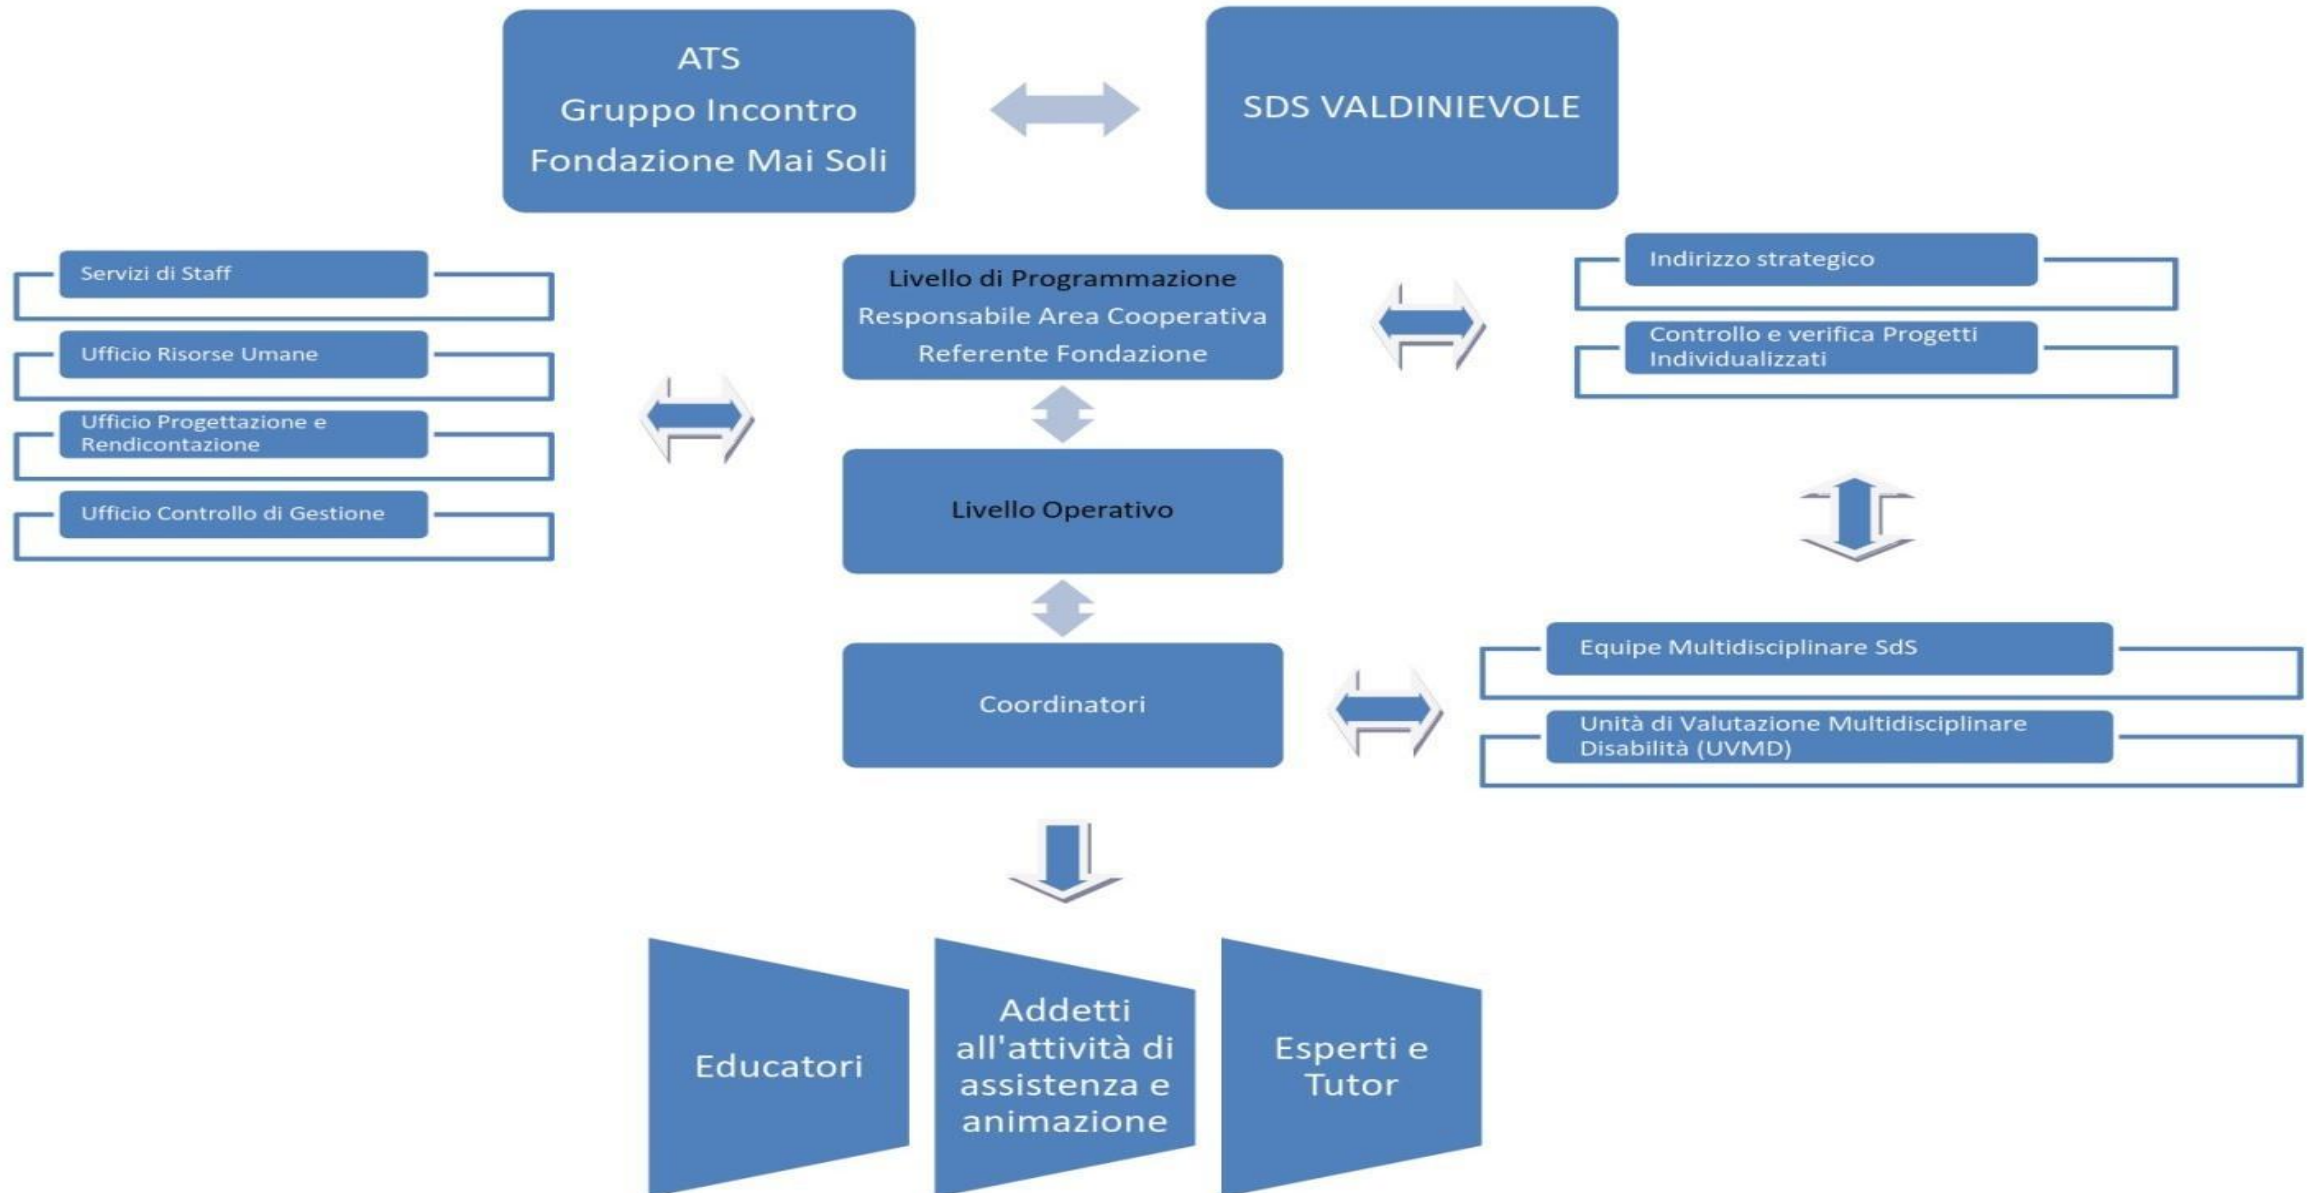 ATS
Gruppo Incontro
Fondazione Mai Soli
SDS VALDINIEVOLE
Servizi di Staff
Ufficio Risorse Umane
Ufficio Progettazione e
Rendicontazione
Ufficio Controllo di Gestione
Livello di Programmazione
Responsabile Area Cooperativa
Referente Fondazione
Indirizzo strategico
Controllo e verifica Progetti
Individualizzati
Livello Operativo
Coordinatori
Equipe Multidisciplinare SdS
Unità di Valutazione Multidisciplinare
Disabilità (UVMD)
Educatori
Addetti
all'attività di
assistenza e
animazione
Esperti e
Tutor